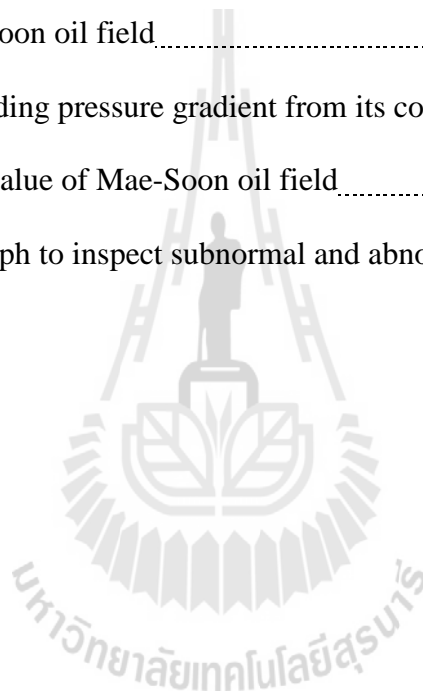 oon oil field
ding pressure gradient from its co
alue of Mae-Soon oil field
ph to inspect subnormal and abno
มหาวิทยาลัยเทคโนโลยีสุรนารี